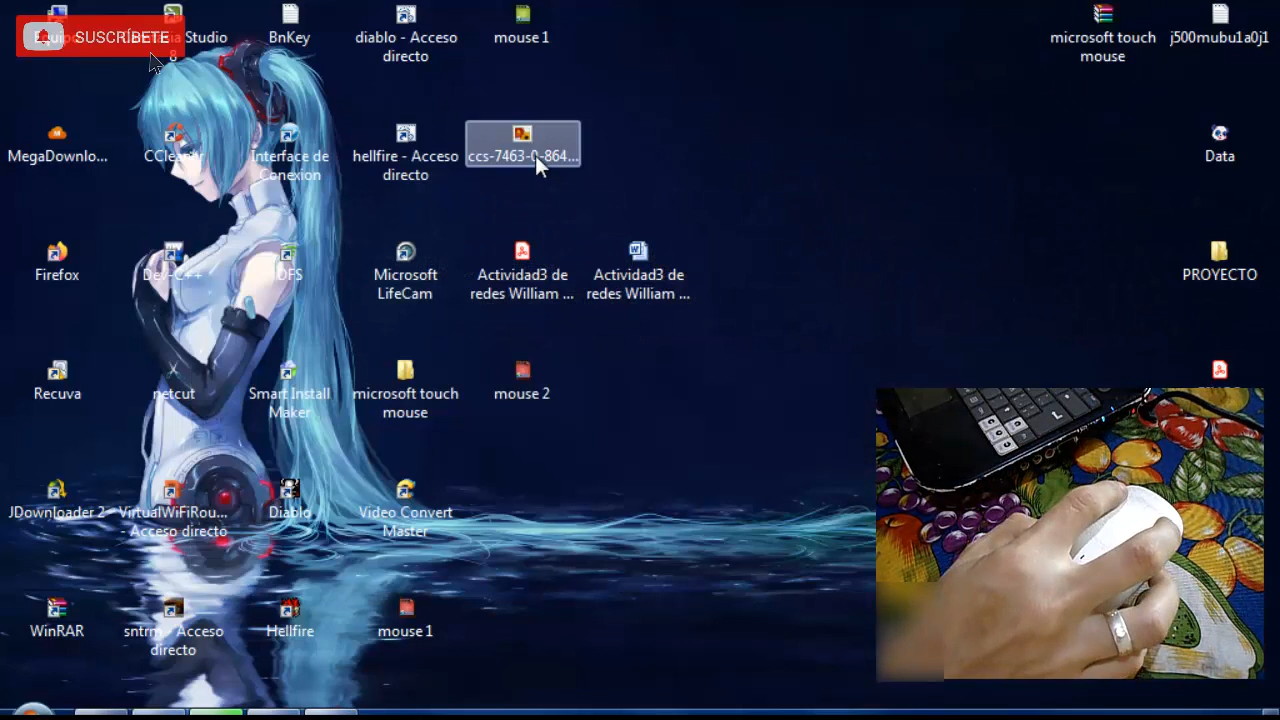 SUSCRÍBETE
Studio
8
BnKey
diablo - Acceso
directo
mouse 1
microsoft touch
mouse
j500mubu1a0j1
MegaDownlo...
CCleaner
Interface de
Conexion
hellfire - Acceso
directo
ccs-7463-0-864...
Data
Firefox
Dev-C++
DFS
Microsoft
LifeCam
Actividad3 de
redes William ...
Actividad3 de
redes William ...
PROYECTO
Recuva
netcut
Smart Install
Maker
microsoft touch
mouse
mouse 2
JDownloader 2
VirtualWiFiRou...
- Acceso directo
Diablo
Video Convert
Master
WinRAR
sntrm - Acceso
directo
Hellfire
mouse 1